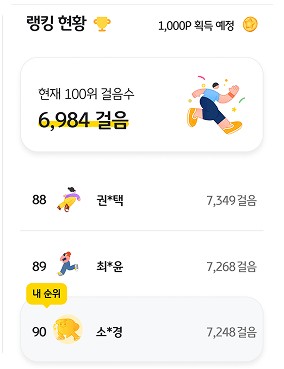 랭킹 현황
1,000P 획득 예정
현재 100위 걸음수
6,984 걸음
88 권*택 7,349 걸음
89 최*윤 7,268 걸음
내 순위
90 소*경 7,248 걸음